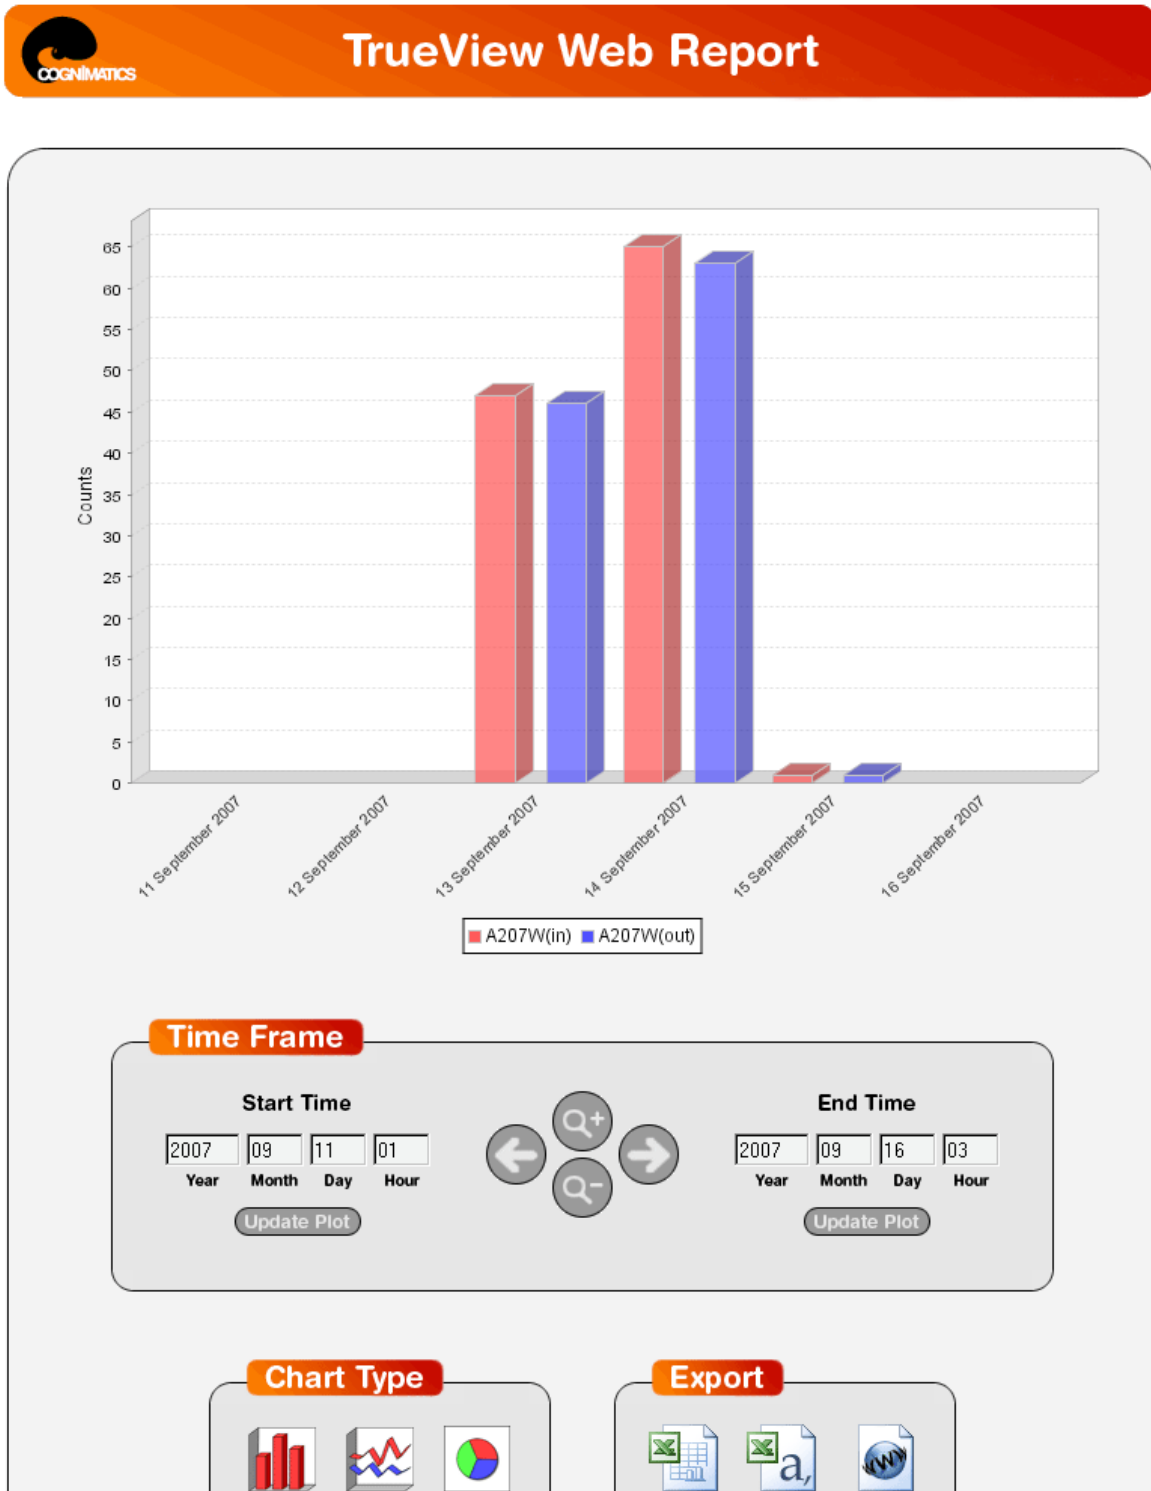 COGNIMATICS
TrueView Web Report
65
60
55
50
45
40
35
30
25
20
15
10
5
0
Counts
11 September 2007
12 September 2007
13 September 2007
14 September 2007
15 September 2007
16 September 2007
A207W(in) A207W(out)
Time Frame
Start Time
2007 09 11 01
Year Month Day Hour
Update Plot
End Time
2007 09 16 03
Year Month Day Hour
Update Plot
Chart Type
Export
a,
WWW